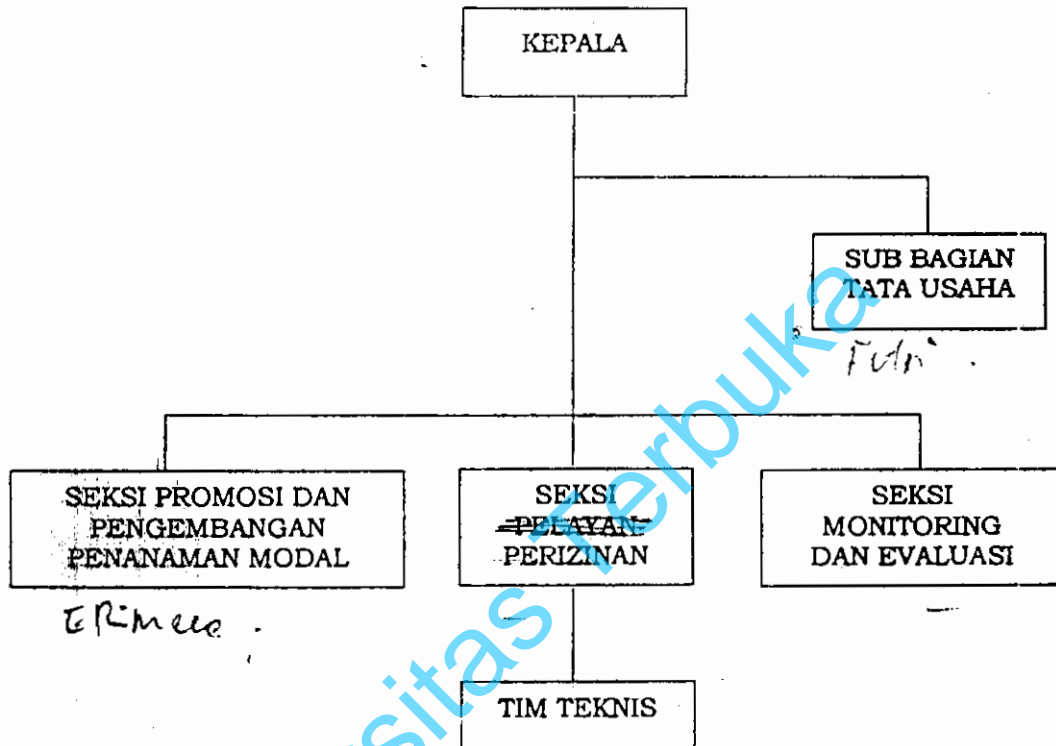 KEPALA
SUB BAGIAN
TATA USAHA
SEKSI PROMOSI DAN
PENGEMBANGAN
PENANAMAN MODAL
SEKSI
PELAYAN
PERIZINAN
SEKSI
MONITORING
DAN EVALUASI
TIM TEKNIS
sitas Terbuka